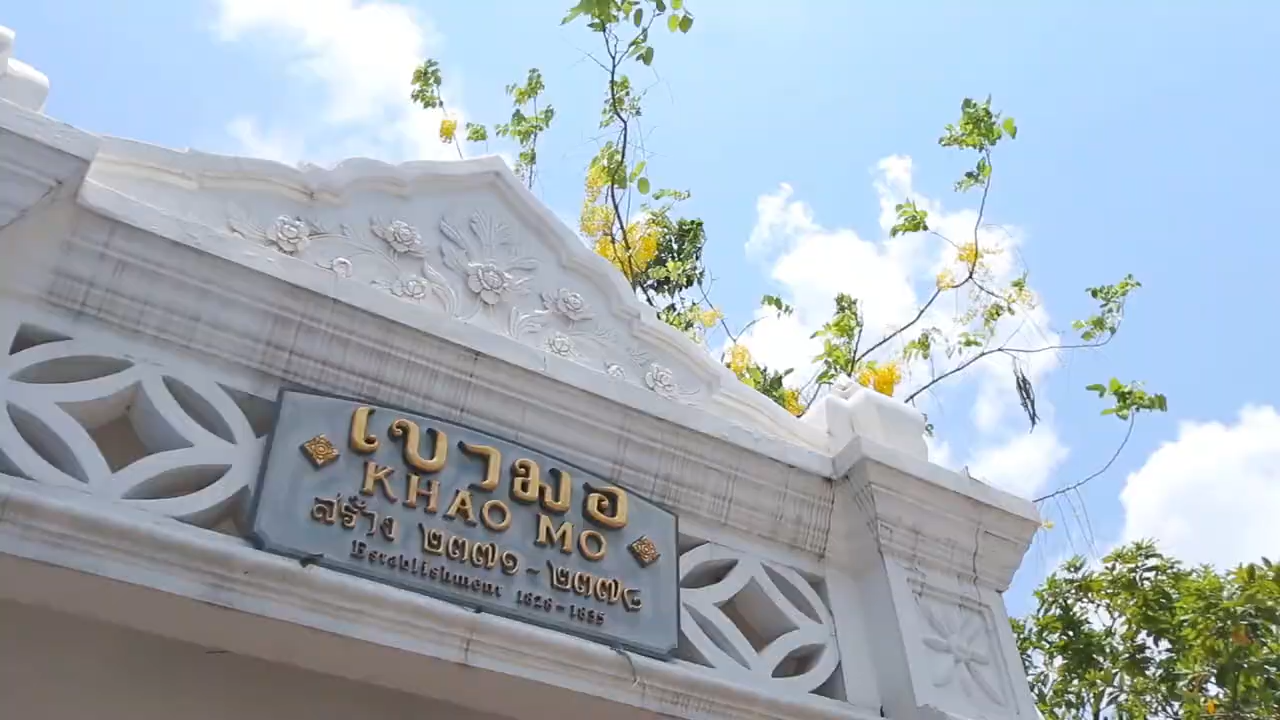 เขามอ
KHAO MO
สร้าง ๒๓๗๑ - ๒๓๗๘
Establishment 1828 - 1835